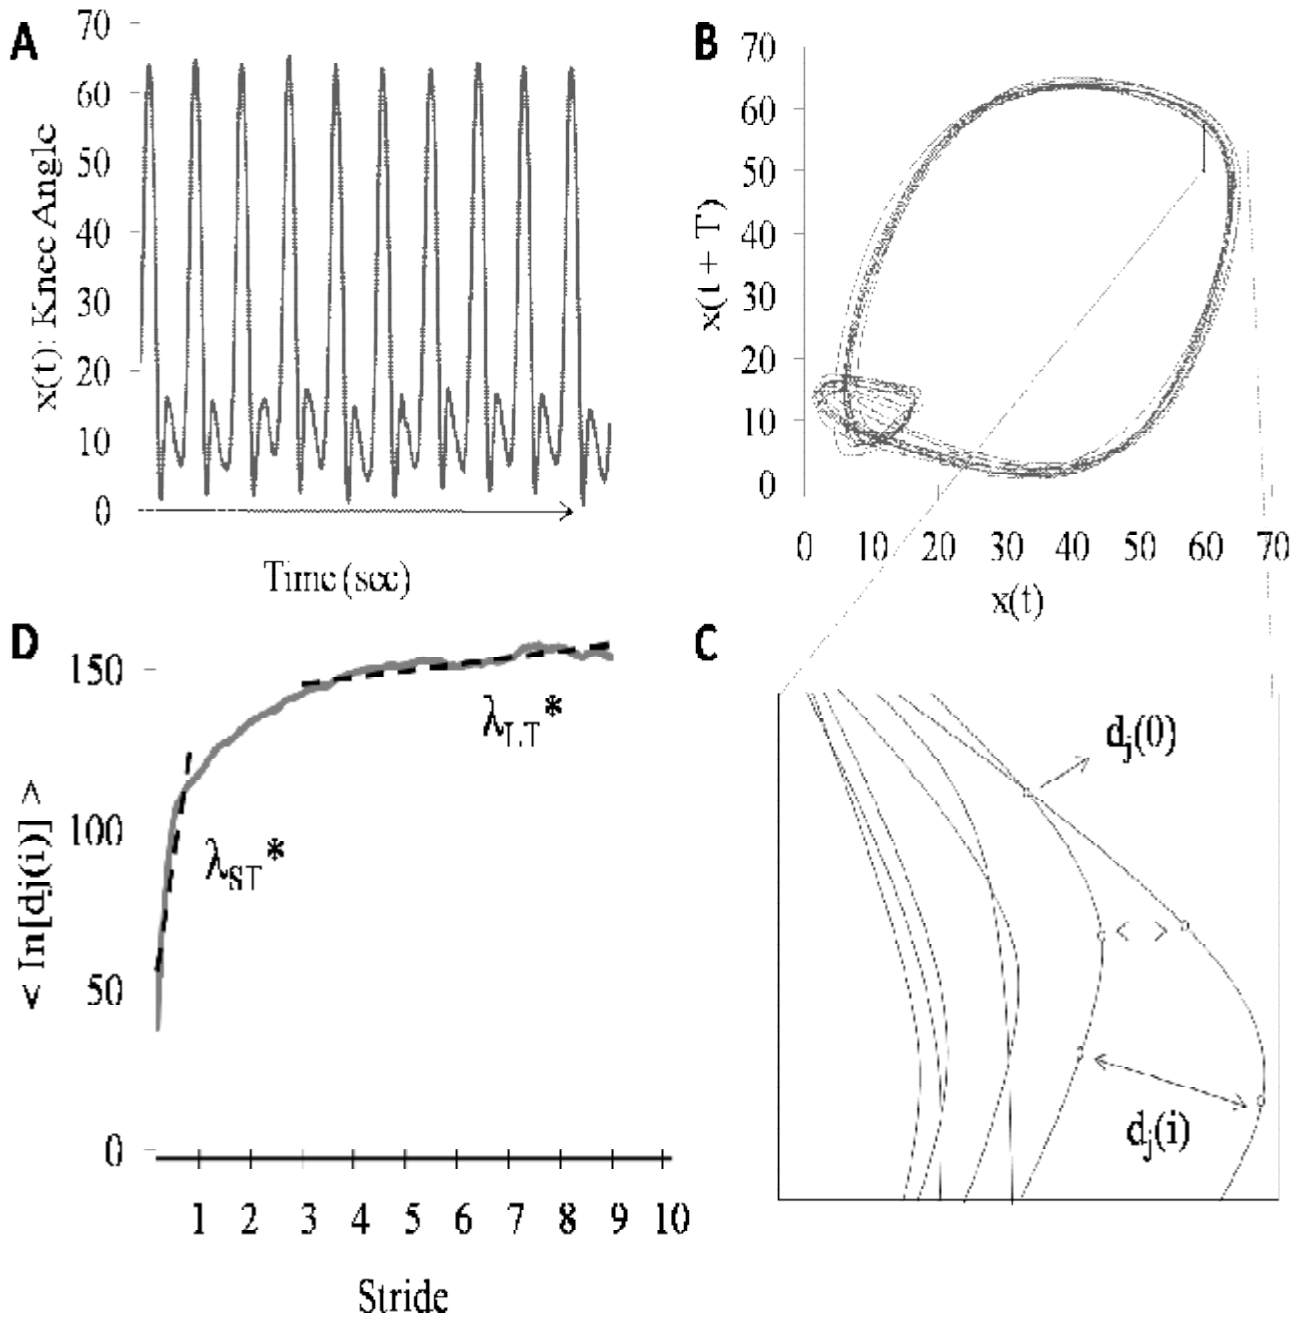 A
70
60
50
40
30
20
10
0
x(t): Knee Angle
Time (sec)
B
70
60
50
40
30
20
10
0
x(t + T)
0 10 20 30 40 50 60 70
x(t)
D
150
100
50
0
< ln[dj(i)] >
λST*
λLT*
1 2 3 4 5 6 7 8 9 10
Stride
C
dj(0)
dj(i)